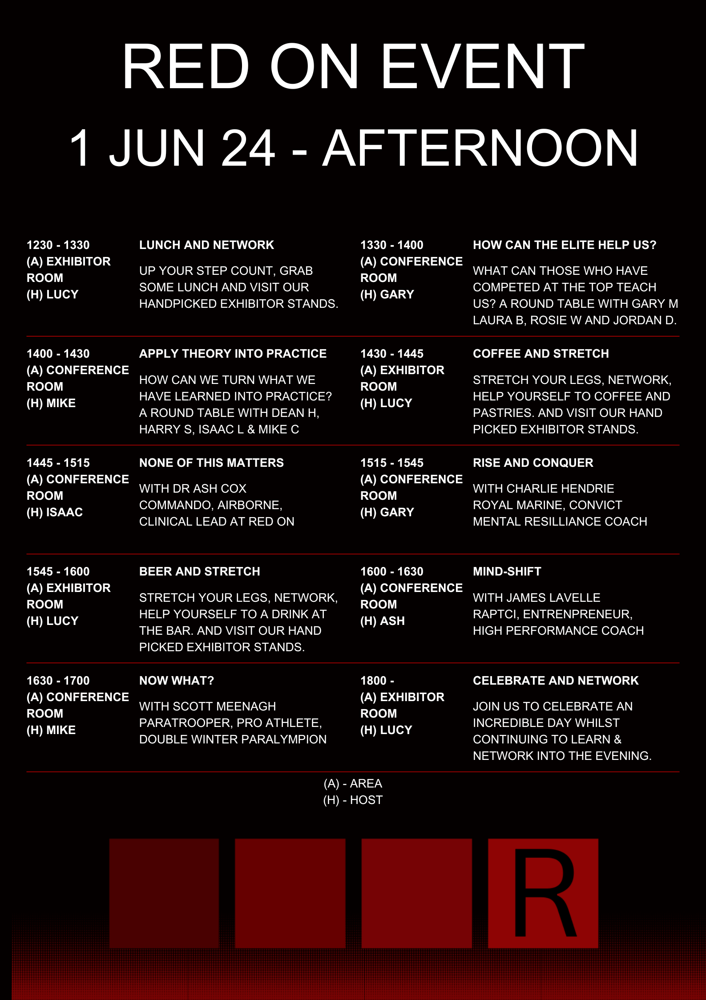 RED ON EVENT
1 JUN 24 - AFTERNOON
1230 - 1330
(A) EXHIBITOR
ROOM
(H) LUCY
LUNCH AND NETWORK
UP YOUR STEP COUNT, GRAB
SOME LUNCH AND VISIT OUR
HANDPICKED EXHIBITOR STANDS.
1330 - 1400
(A) CONFERENCE
ROOM
(H) GARY
HOW CAN THE ELITE HELP US?
WHAT CAN THOSE WHO HAVE
COMPETED AT THE TOP TEACH
US? A ROUND TABLE WITH GARY M
LAURA B, ROSIE W AND JORDAN D.
1400 - 1430
(A) CONFERENCE
ROOM
(H) MIKE
APPLY THEORY INTO PRACTICE
HOW CAN WE TURN WHAT WE
HAVE LEARNED INTO PRACTICE?
A ROUND TABLE WITH DEAN H,
HARRY S, ISAAC L & MIKE C
1430 - 1445
(A) EXHIBITOR
ROOM
(H) LUCY
COFFEE AND STRETCH
STRETCH YOUR LEGS, NETWORK,
HELP YOURSELF TO COFFEE AND
PASTRIES. AND VISIT OUR HAND
PICKED EXHIBITOR STANDS.
1445 - 1515
(A) CONFERENCE
ROOM
(H) ISAAC
NONE OF THIS MATTERS
WITH DR ASH COX
COMMANDO, AIRBORNE,
CLINICAL LEAD AT RED ON
1515 - 1545
(A) CONFERENCE
ROOM
(H) GARY
RISE AND CONQUER
WITH CHARLIE HENDRIE
ROYAL MARINE, CONVICT
MENTAL RESILLIANCE COACH
1545 - 1600
(A) EXHIBITOR
ROOM
(H) LUCY
BEER AND STRETCH
STRETCH YOUR LEGS, NETWORK,
HELP YOURSELF TO A DRINK AT
THE BAR. AND VISIT OUR HAND
PICKED EXHIBITOR STANDS.
1600 - 1630
(A) CONFERENCE
ROOM
(H) ASH
MIND-SHIFT
WITH JAMES LAVELLE
RAPTCI, ENTRENPRENEUR,
HIGH PERFORMANCE COACH
1630 - 1700
(A) CONFERENCE
ROOM
(H) MIKE
NOW WHAT?
WITH SCOTT MEENAGH
PARATROOPER, PRO ATHLETE,
DOUBLE WINTER PARALYMPION
1800 -
(A) EXHIBITOR
ROOM
(H) LUCY
CELEBRATE AND NETWORK
JOIN US TO CELEBRATE AN
INCREDIBLE DAY WHILST
CONTINUING TO LEARN &
NETWORK INTO THE EVENING.
(A) - AREA
(H) - HOST
R